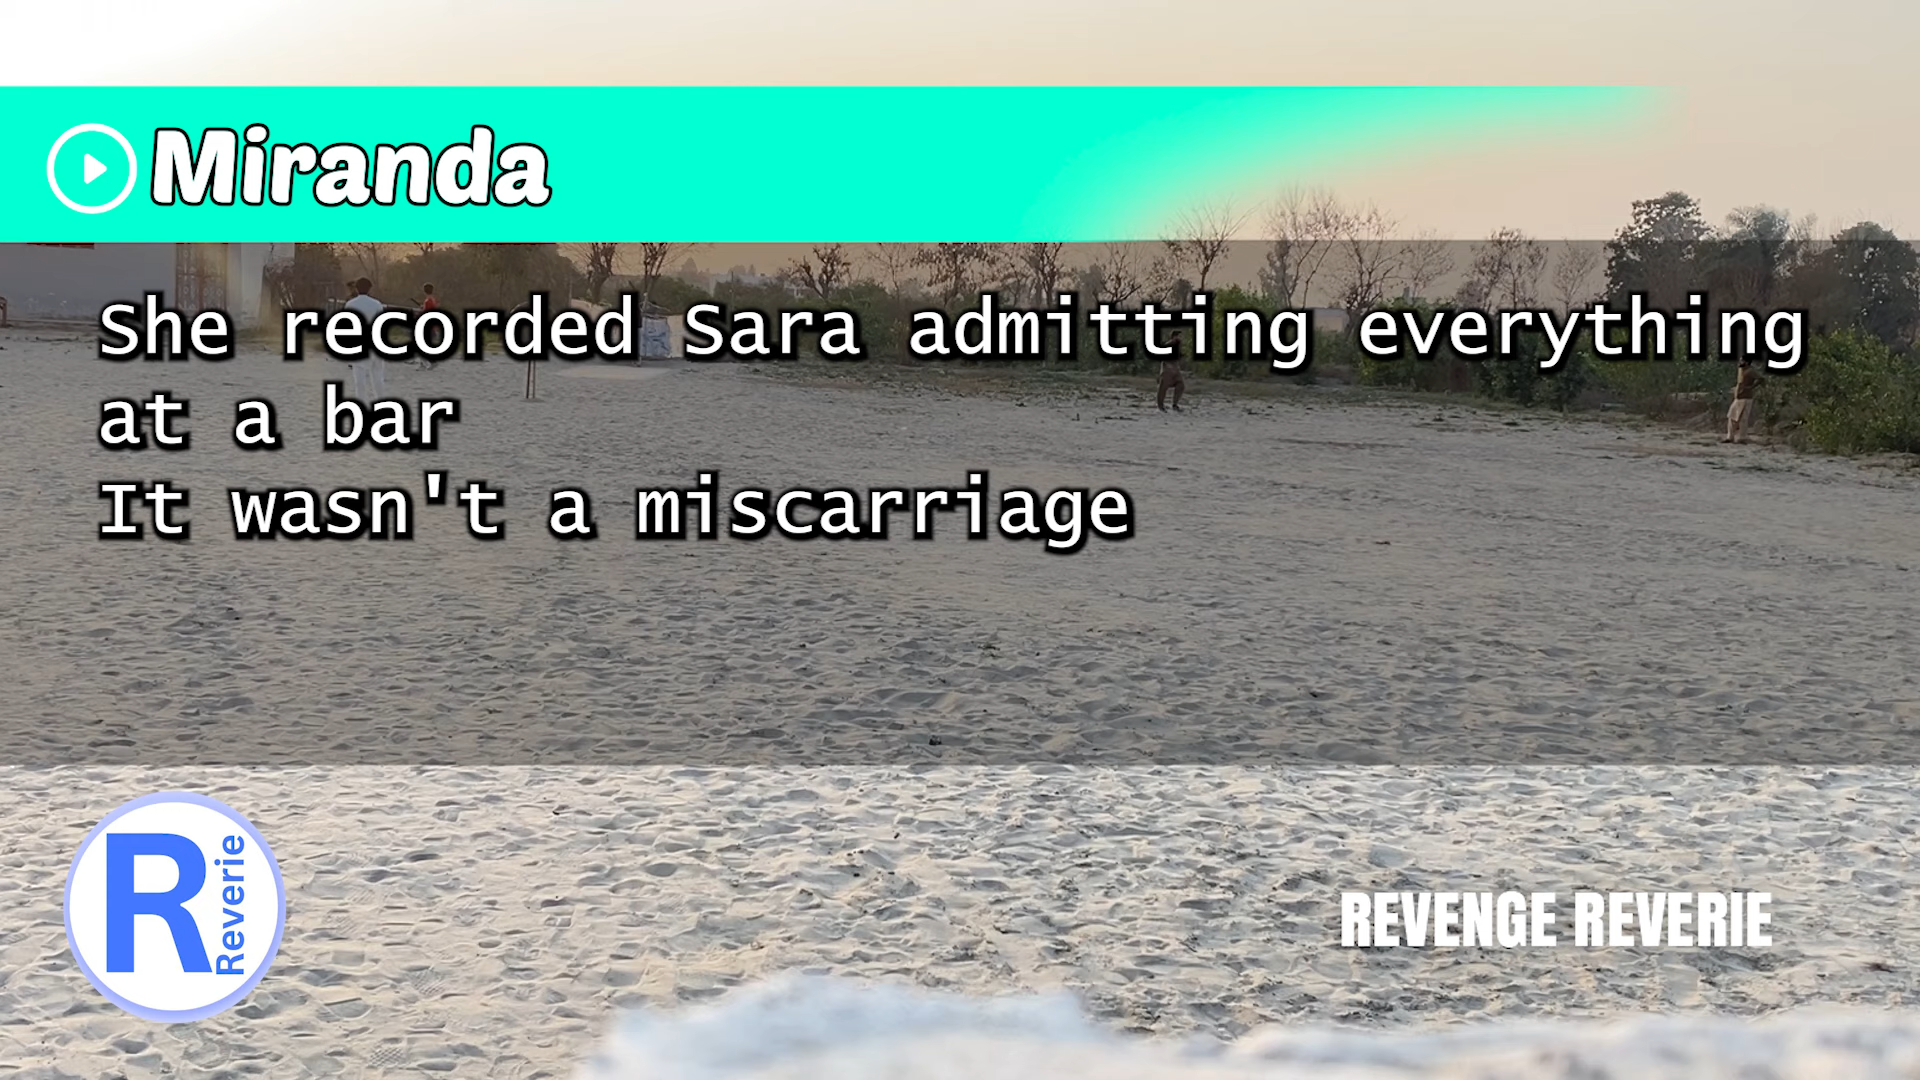 Miranda
She recorded Sara admitting everything
at a bar
It wasn't a miscarriage
R Reverie
REVENGE REVERIE